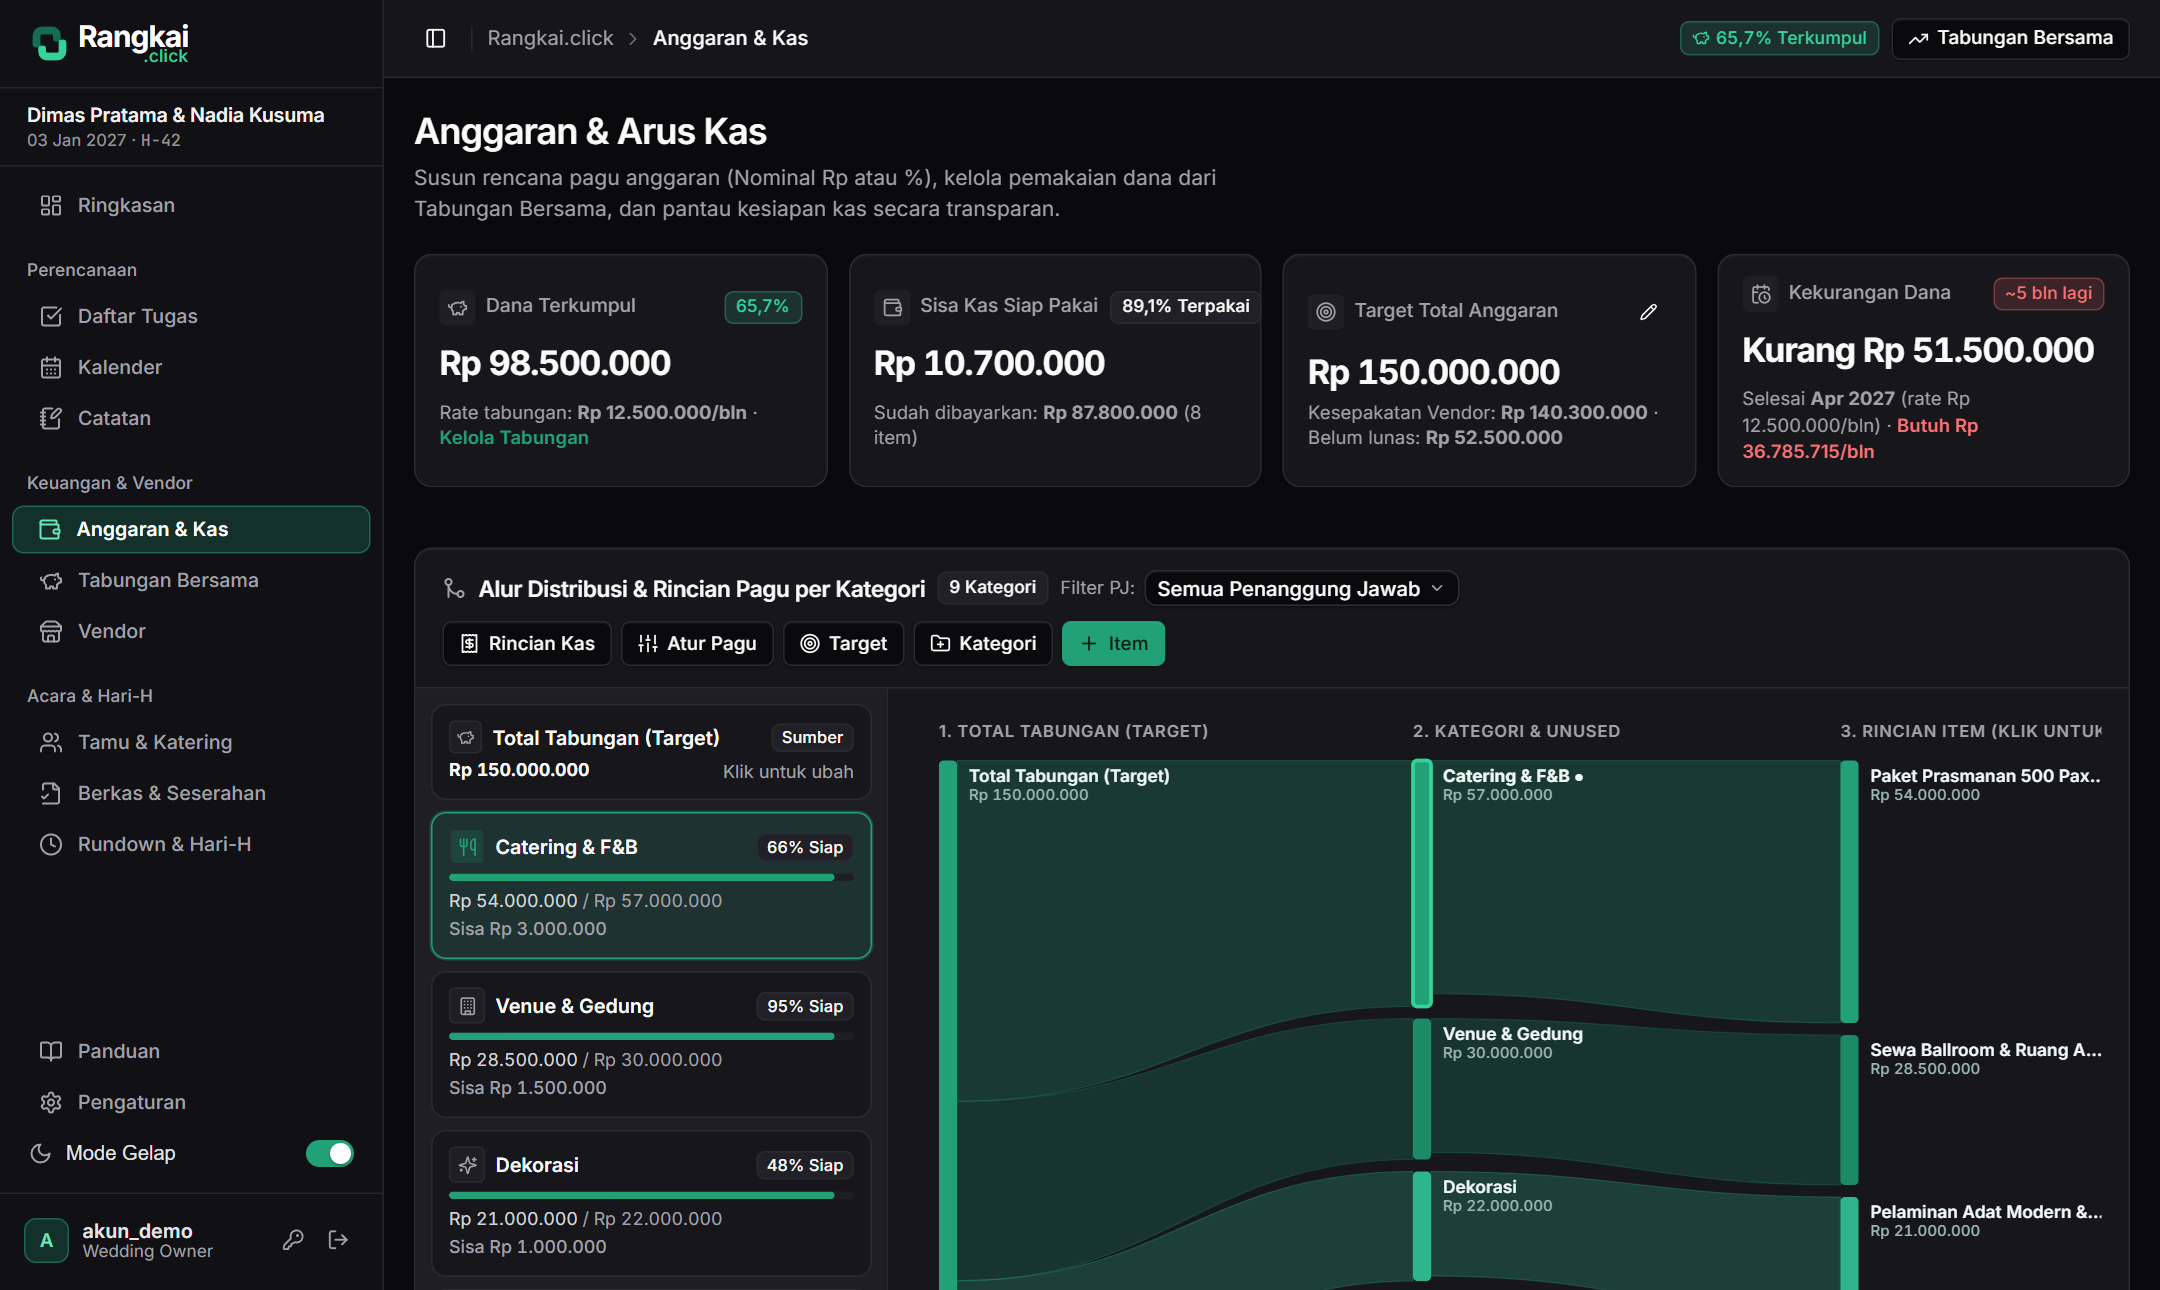 Rangkai
.click
Dimas Pratama & Nadia Kusuma
03 Jan 2027 · H-42
Ringkasan
Perencanaan
Daftar Tugas
Kalender
Catatan
Keuangan & Vendor
Anggaran & Kas
Tabungan Bersama
Vendor
Acara & Hari-H
Tamu & Katering
Berkas & Seserahan
Rundown & Hari-H
Panduan
Pengaturan
Mode Gelap
A
akun_demo
Wedding Owner
Rangkai.click > Anggaran & Kas
65,7% Terkumpul
Tabungan Bersama
Anggaran & Arus Kas
Susun rencana pagu anggaran (Nominal Rp atau %), kelola pemakaian dana dari
Tabungan Bersama, dan pantau kesiapan kas secara transparan.
Dana Terkumpul
65,7%
Rp 98.500.000
Rate tabungan: Rp 12.500.000/bln ·
Kelola Tabungan
Sisa Kas Siap Pakai
89,1% Terpakai
Rp 10.700.000
Sudah dibayarkan: Rp 87.800.000 (8
item)
Target Total Anggaran
Rp 150.000.000
Kesepakatan Vendor: Rp 140.300.000 ·
Belum lunas: Rp 52.500.000
Kekurangan Dana
~5 bln lagi
Kurang Rp 51.500.000
Selesai Apr 2027 (rate Rp
12.500.000/bln) · Butuh Rp
36.785.715/bln
Alur Distribusi & Rincian Pagu per Kategori
9 Kategori
Filter PJ:
Semua Penanggung Jawab
Rincian Kas
Atur Pagu
Target
Kategori
+ Item
Total Tabungan (Target)
Sumber
Rp 150.000.000
Klik untuk ubah
Catering & F&B
66% Siap
Rp 54.000.000 / Rp 57.000.000
Sisa Rp 3.000.000
Venue & Gedung
95% Siap
Rp 28.500.000 / Rp 30.000.000
Sisa Rp 1.500.000
Dekorasi
48% Siap
Rp 21.000.000 / Rp 22.000.000
Sisa Rp 1.000.000
1. TOTAL TABUNGAN (TARGET)
2. KATEGORI & UNUSED
3. RINCIAN ITEM (KLIK UNTUK
Total Tabungan (Target)
Rp 150.000.000
Catering & F&B ●
Rp 57.000.000
Paket Prasmanan 500 Pax..
Rp 54.000.000
Venue & Gedung
Rp 30.000.000
Sewa Ballroom & Ruang A...
Rp 28.500.000
Dekorasi
Rp 22.000.000
Pelaminan Adat Modern &...
Rp 21.000.000